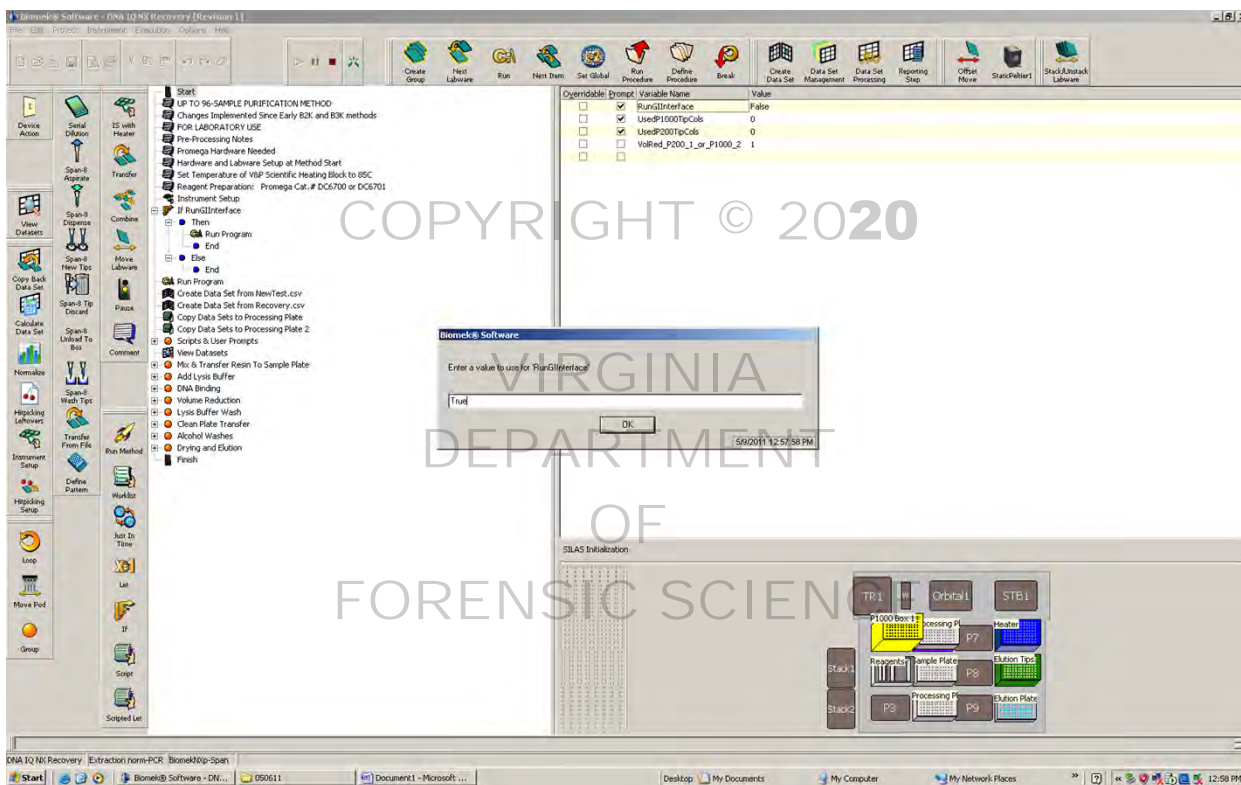 Biomek® Software - DNA IQ NX Recovery [Revision 1]
File Edit Project Instrument Execution Options Help
Create Group
Next Labware
Run
Next Item
Set Global
Run Procedure
Define Procedure
Break
Create Data Set
Data Set Management
Data Set Processing
Reporting Step
Offset Move
StaticPeltier1
Stack/Unstack Labware
Device Action
View Datasets
Copy Back Data Set
Calculate Data Set
Normalize
Hitpicking Leftovers
Instrument Setup
Hitpicking Setup
Loop
Move Pod
Group
Serial Dilution
Span-8 Aspirate
Span-8 Dispense
Span-8 New Tips
Span-8 Tip Discard
Span-8 Unload To Box
Span-8 Wash Tips
Transfer From File
Define Pattern
IS with Heater
Transfer
Combine
Move Labware
Pause
Comment
Run Method
Worklist
Just In Time
Let
If
Script
Scripted Let
Start
UP TO 96-SAMPLE PURIFICATION METHOD
Changes Implemented Since Early B2K and B3K methods
FOR LABORATORY USE
Pre-Processing Notes
Promega Hardware Needed
Hardware and Labware Setup at Method Start
Set Temperature of V&P Scientific Heating Block to 85C
Reagent Preparation: Promega Cat.# DC6700 or DC6701
Instrument Setup
If RunGIInterface
Then
Run Program
End
Else
End
Run Program
Create Data Set from NewTest.csv
Create Data Set from Recovery.csv
Copy Data Sets to Processing Plate
Copy Data Sets to Processing Plate 2
Scripts & User Prompts
View Datasets
Mix & Transfer Resin To Sample Plate
Add Lysis Buffer
DNA Binding
Volume Reduction
Lysis Buffer Wash
Clean Plate Transfer
Alcohol Washes
Drying and Elution
Finish
Overridable Prompt Variable Name Value
RunGIInterface False
UsedP1000TipCols 0
UsedP200TipCols 0
VolRed_P200_1_or_P1000_2 1
COPYRIGHT © 2020
VIRGINIA
DEPARTMENT
OF
FORENSIC SCIENCE
Biomek® Software
Enter a value to use for 'RunGIInterface'
True
OK
5/9/2011 12:57:58 PM
SILAS Initialization
TR1 W Orbital1 STB1
P1000 Box 1 rocessing Pl P7 Heater
Stack1 Reagents Sample Plate P8 Elution Tips
Stack2 P3 Processing Pl P9 Elution Plate
DNA IQ NX Recovery Extraction norm-PCR BiomekNXp-Span
Start Biomek® Software - DN... 050611 Document1 - Microsoft ... Desktop My Documents My Computer My Network Places » 12:58 PM